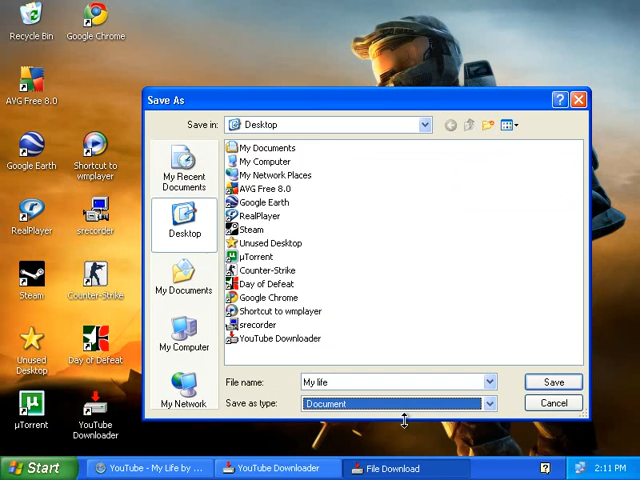 Recycle Bin
Google Chrome
AVG Free 8.0
Google Earth
Shortcut to
wmplayer
RealPlayer
srecorder
Steam
Counter-Strike
Unused
Desktop
Day of Defeat
µTorrent
YouTube
Downloader
Save As
Save in:
Desktop
My Recent
Documents
Desktop
My Documents
My Computer
My Network
My Documents
My Computer
My Network Places
AVG Free 8.0
Google Earth
RealPlayer
Steam
Unused Desktop
µTorrent
Counter-Strike
Day of Defeat
Google Chrome
Shortcut to wmplayer
srecorder
YouTube Downloader
File name:
My life
Save
Save as type:
Document
Cancel
Start
YouTube - My Life by ...
YouTube Downloader
File Download
2:11 PM